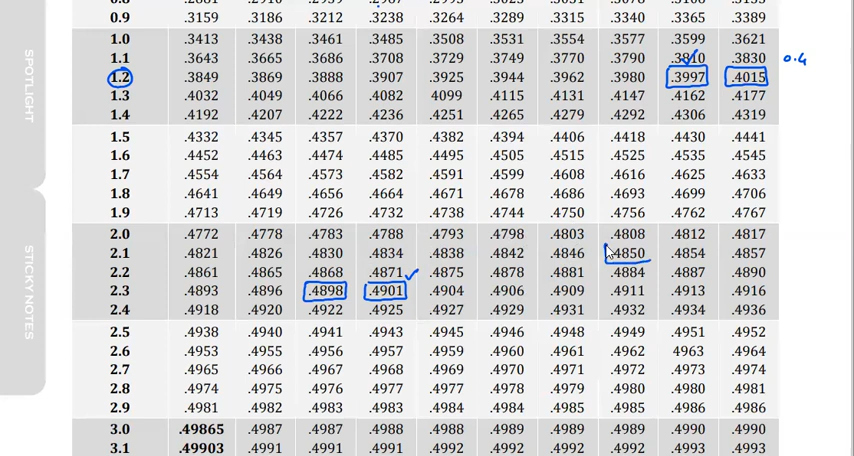 0.9 .3159 .3186 .3212 .3238 .3264 .3289 .3315 .3340 .3365 .3389
1.0 .3413 .3438 .3461 .3485 .3508 .3531 .3554 .3577 .3599 .3621
1.1 .3643 .3665 .3686 .3708 .3729 .3749 .3770 .3790 .3810 .3830 0.4
1.2 .3849 .3869 .3888 .3907 .3925 .3944 .3962 .3980 .3997 .4015
1.3 .4032 .4049 .4066 .4082 4099 .4115 .4131 .4147 .4162 .4177
1.4 .4192 .4207 .4222 .4236 .4251 .4265 .4279 .4292 .4306 .4319
1.5 .4332 .4345 .4357 .4370 .4382 .4394 .4406 .4418 .4430 .4441
1.6 .4452 .4463 .4474 .4485 .4495 .4505 .4515 .4525 .4535 .4545
1.7 .4554 .4564 .4573 .4582 .4591 .4599 .4608 .4616 .4625 .4633
1.8 .4641 .4649 .4656 .4664 .4671 .4678 .4686 .4693 .4699 .4706
1.9 .4713 .4719 .4726 .4732 .4738 .4744 .4750 .4756 .4762 .4767
2.0 .4772 .4778 .4783 .4788 .4793 .4798 .4803 .4808 .4812 .4817
2.1 .4821 .4826 .4830 .4834 .4838 .4842 .4846 .4850 .4854 .4857
2.2 .4861 .4865 .4868 .4871 .4875 .4878 .4881 .4884 .4887 .4890
2.3 .4893 .4896 .4898 .4901 .4904 .4906 .4909 .4911 .4913 .4916
2.4 .4918 .4920 .4922 .4925 .4927 .4929 .4931 .4932 .4934 .4936
2.5 .4938 .4940 .4941 .4943 .4945 .4946 .4948 .4949 .4951 .4952
2.6 .4953 .4955 .4956 .4957 .4959 .4960 .4961 .4962 4963 .4964
2.7 .4965 .4966 .4967 .4968 .4969 .4970 .4971 .4972 .4973 .4974
2.8 .4974 .4975 .4976 .4977 .4977 .4978 .4979 .4980 .4980 .4981
2.9 .4981 .4982 .4983 .4983 .4984 .4984 .4985 .4985 .4986 .4986
3.0 .49865 .4987 .4987 .4988 .4988 .4989 .4989 .4989 .4990 .4990
3.1 .49903 .4991 .4991 .4991 .4992 .4992 .4992 .4992 .4993 .4993
SPOTLIGHT
STICKY NOTES